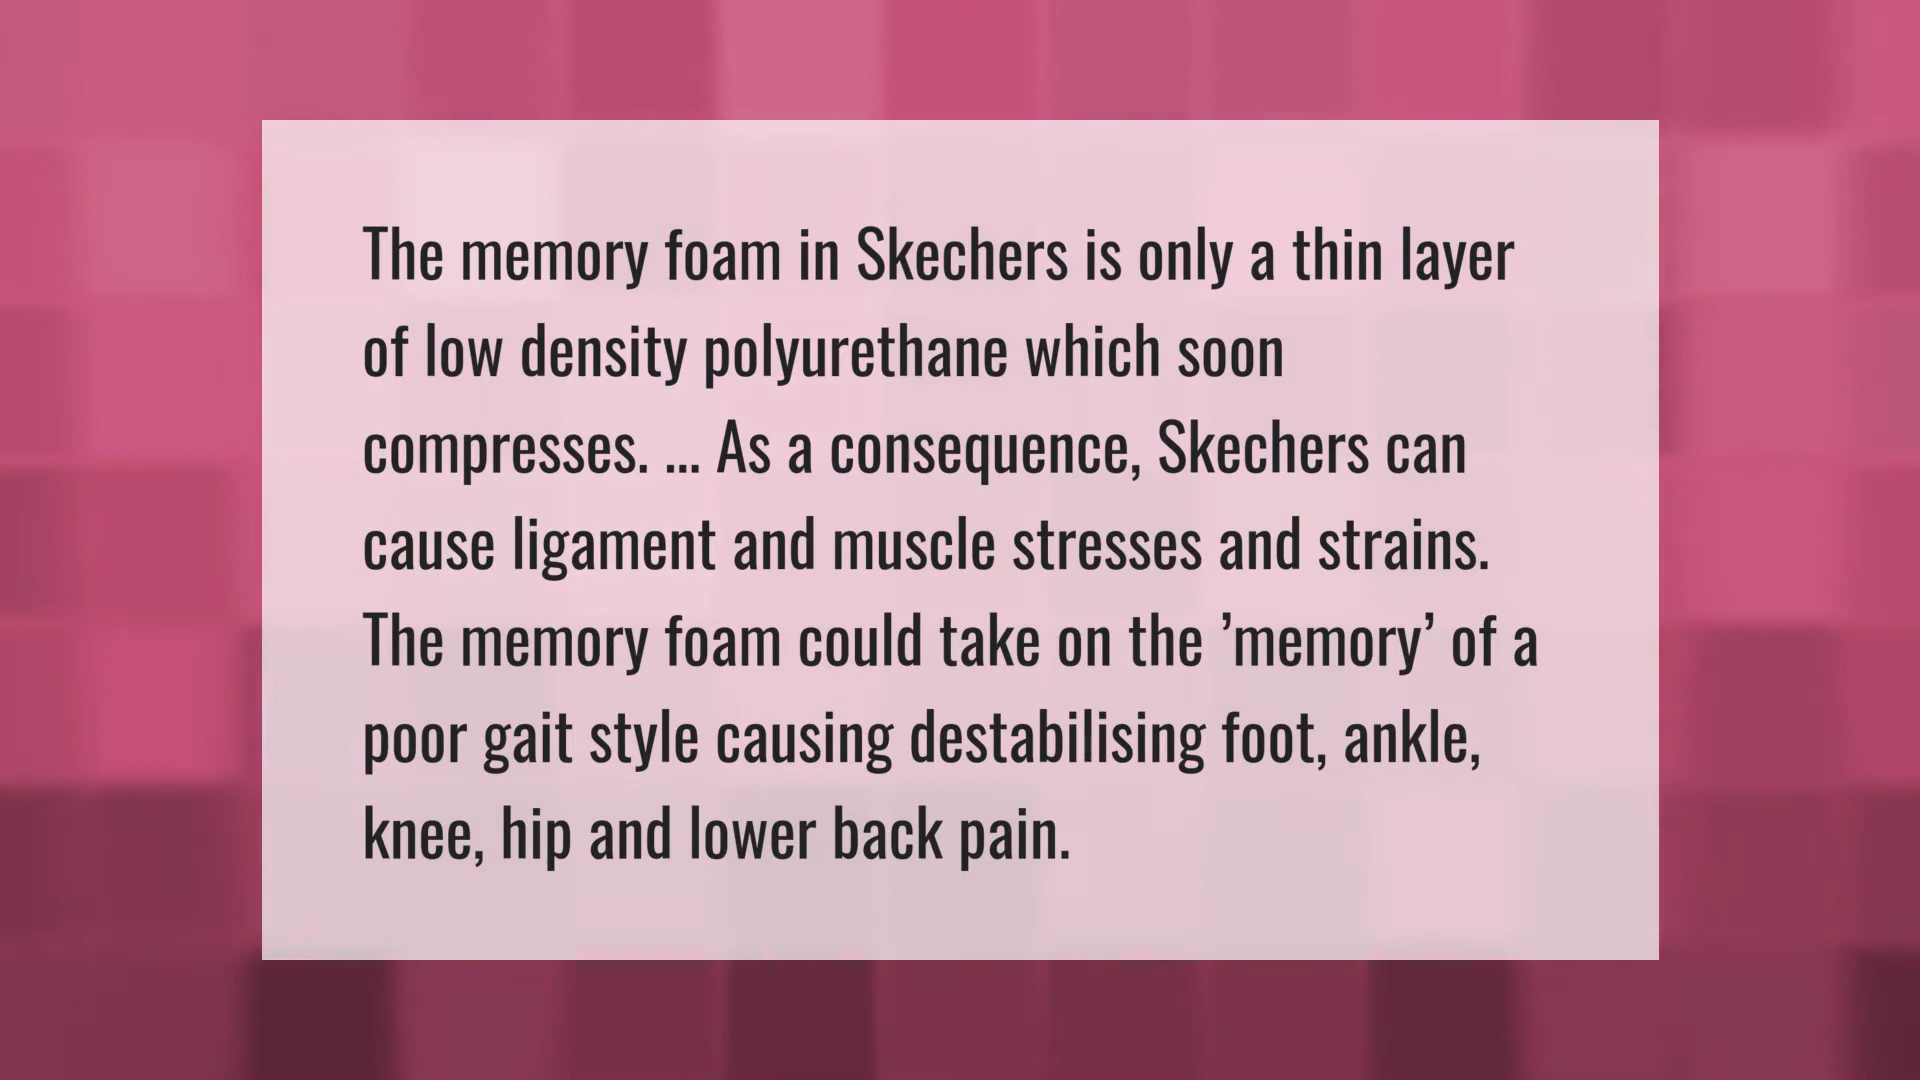 The memory foam in Skechers is only a thin layer
of low density polyurethane which soon
compresses. ... As a consequence, Skechers can
cause ligament and muscle stresses and strains.
The memory foam could take on the ’memory’ of a
poor gait style causing destabilising foot, ankle,
knee, hip and lower back pain.